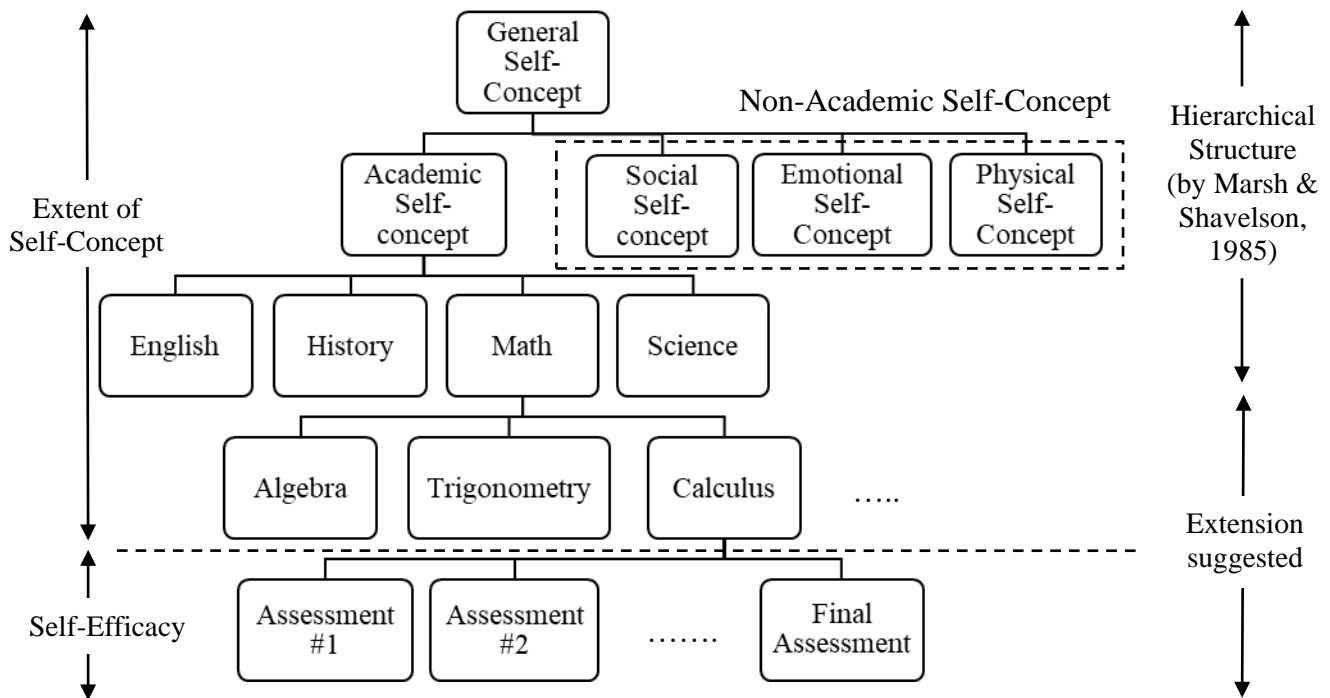 General
Self-
Concept
Non-Academic Self-Concept
Academic
Self-
concept
Social
Self-
concept
Emotional
Self-
Concept
Physical
Self-
Concept
Extent of
Self-Concept
Hierarchical
Structure
(by Marsh &
Shavelson,
1985)
English
History
Math
Science
Algebra
Trigonometry
Calculus
…..
Extension
suggested
Self-Efficacy
Assessment
#1
Assessment
#2
…….
Final
Assessment